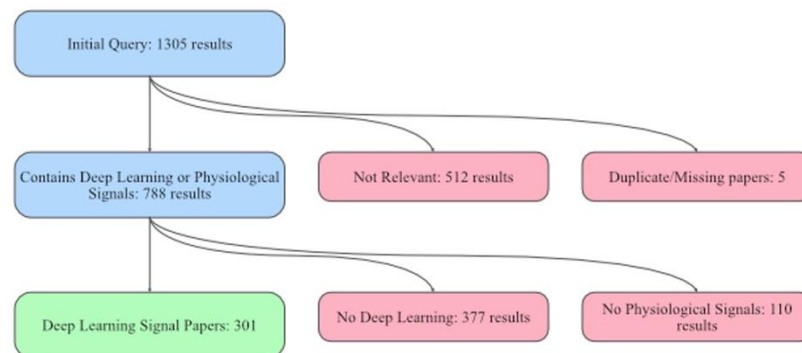 Initial Query: 1305 results
Contains Deep Learning or Physiological
Signals: 788 results
Not Relevant: 512 results
Duplicate/Missing papers: 5
Deep Learning Signal Papers: 301
No Deep Learning: 377 results
No Physiological Signals: 110
results